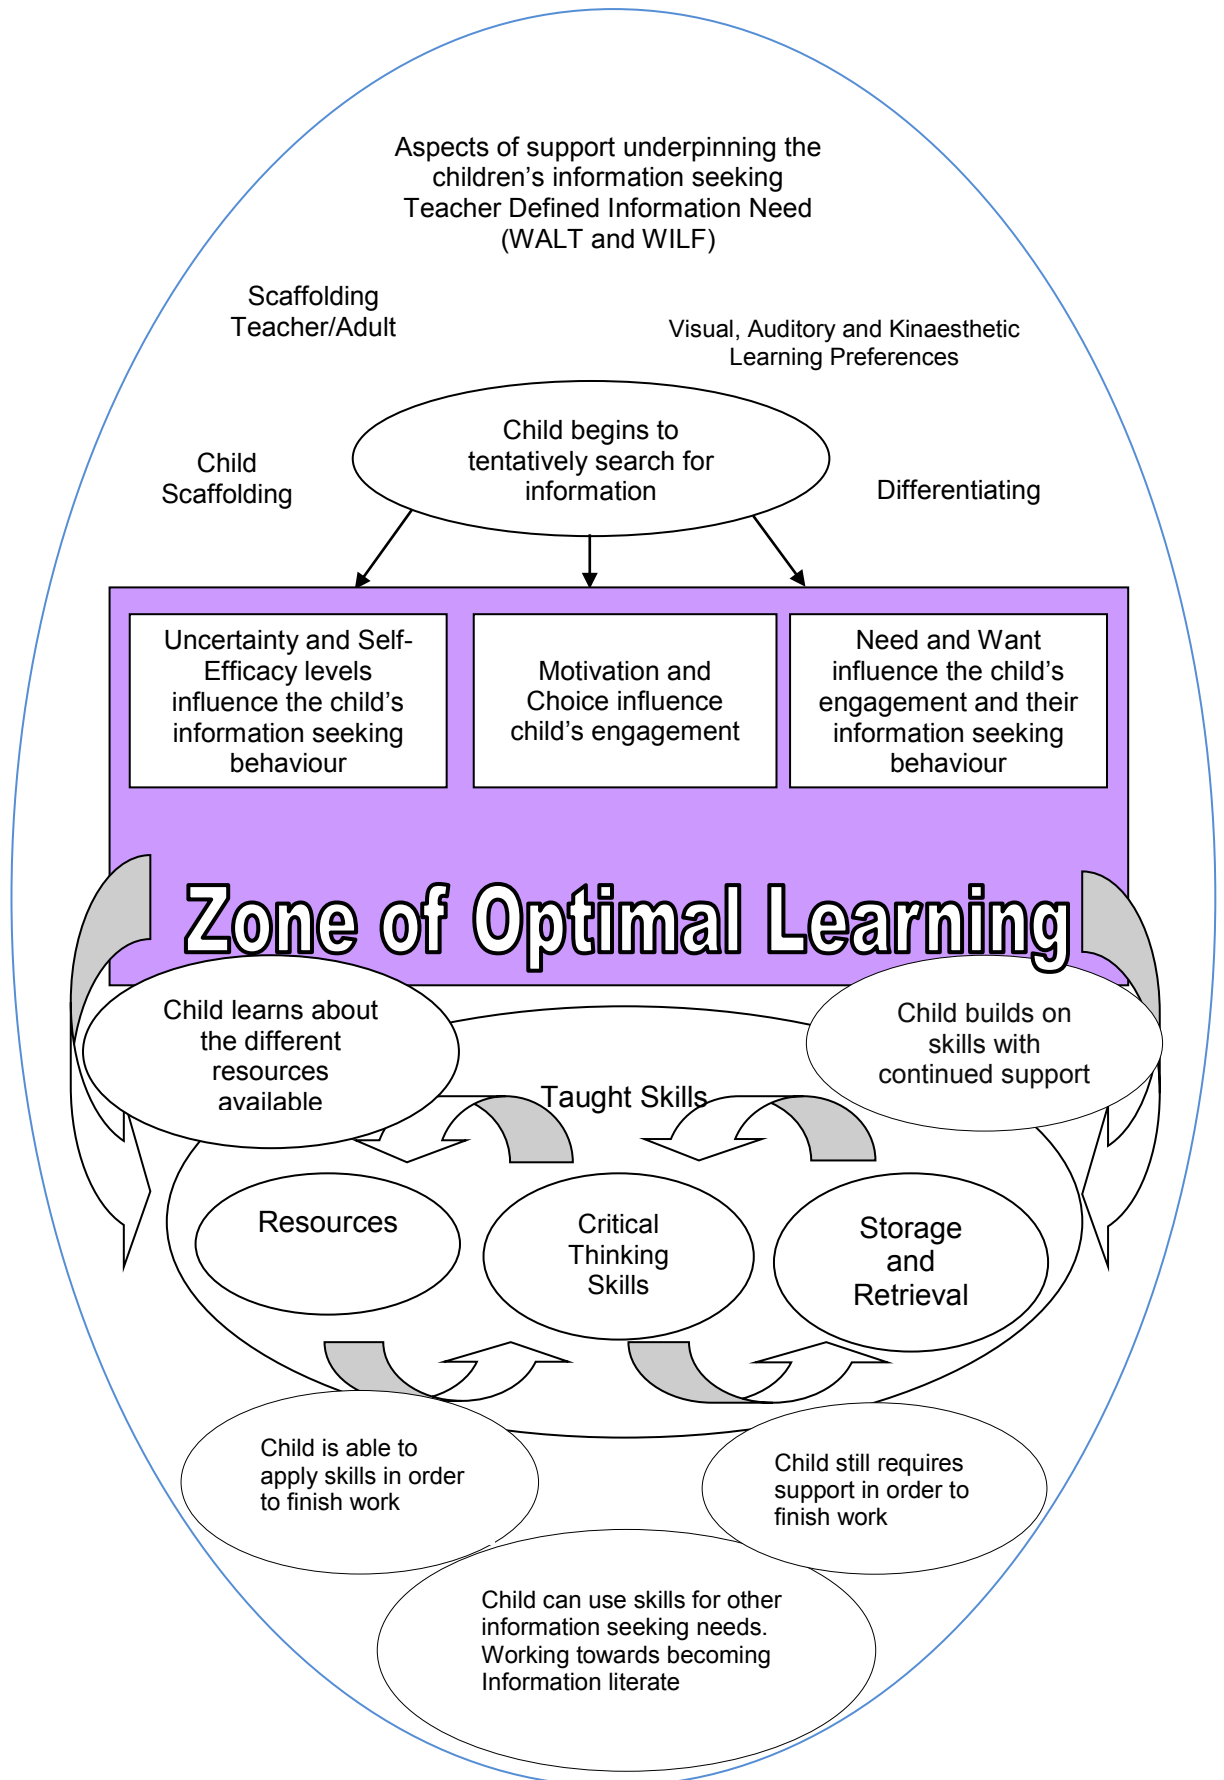 Aspects of support underpinning the
children’s information seeking
Teacher Defined Information Need
(WALT and WILF)
Scaffolding
Teacher/Adult
Visual, Auditory and Kinaesthetic
Learning Preferences
Child
Scaffolding
Child begins to
tentatively search for
information
Differentiating
Uncertainty and Self-
Efficacy levels
influence the child’s
information seeking
behaviour
Motivation and
Choice influence
child’s engagement
Need and Want
influence the child’s
engagement and their
information seeking
behaviour
Zone of Optimal Learning
Child learns about
the different
resources
available
Child builds on
skills with
continued support
Taught Skills
Resources
Critical
Thinking
Skills
Storage
and
Retrieval
Child is able to
apply skills in order
to finish work
Child still requires
support in order to
finish work
Child can use skills for other
information seeking needs.
Working towards becoming
Information literate